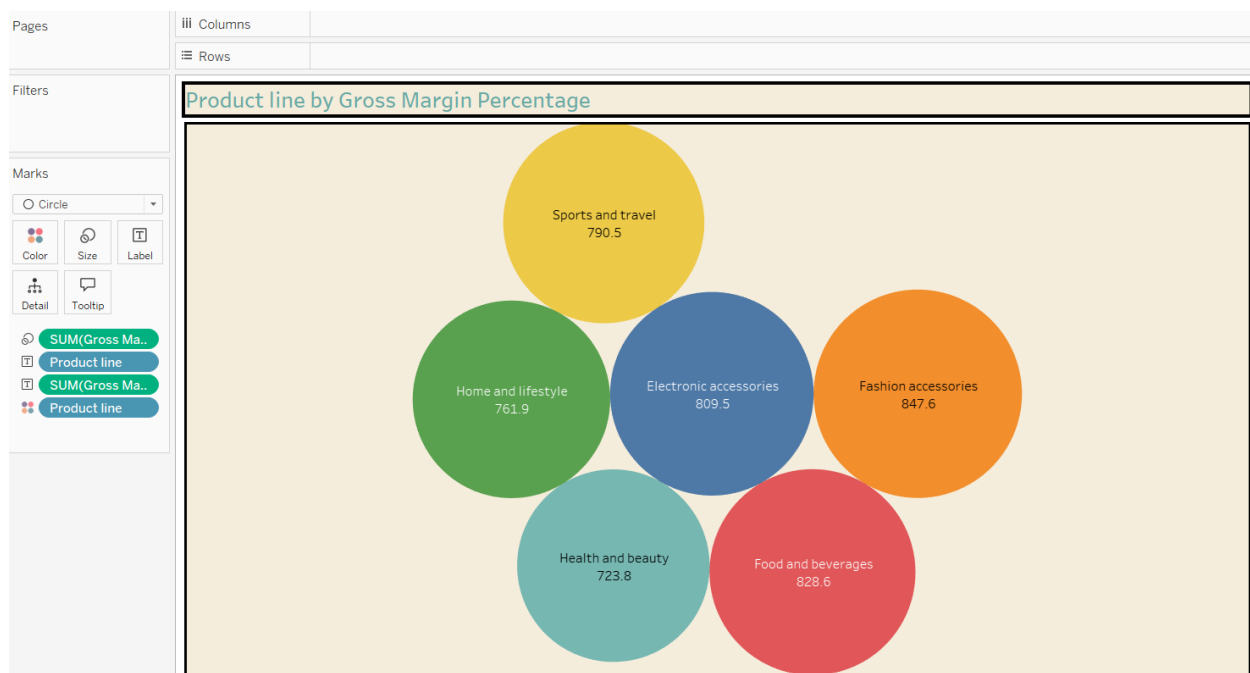 Pages
Columns
Rows
Filters
Product line by Gross Margin Percentage
Marks
Circle
Color
Size
Label
Detail
Tooltip
SUM(Gross Ma..
Product line
SUM(Gross Ma..
Product line
Sports and travel
790.5
Home and lifestyle
761.9
Electronic accessories
809.5
Fashion accessories
847.6
Health and beauty
723.8
Food and beverages
828.6